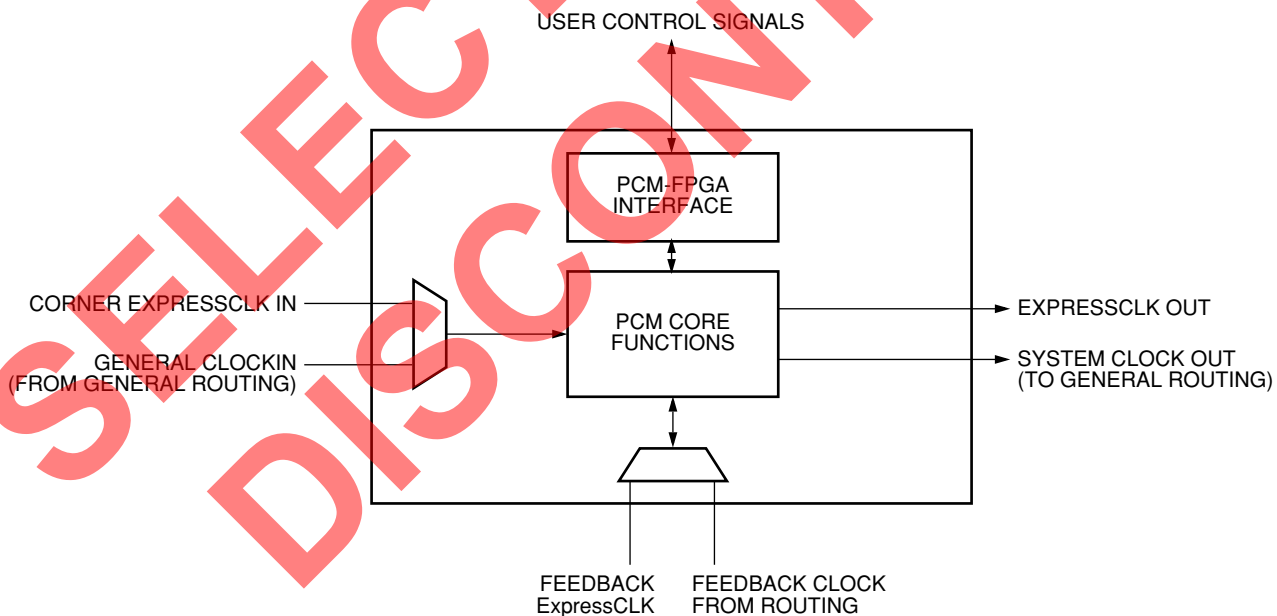 USER CONTROL SIGNALS
PCM-FPGA
INTERFACE
CORNER EXPRESSCLK IN
PCM CORE
FUNCTIONS
EXPRESSCLK OUT
GENERAL CLOCKIN
(FROM GENERAL ROUTING)
SYSTEM CLOCK OUT
(TO GENERAL ROUTING)
FEEDBACK
ExpressCLK
FEEDBACK CLOCK
FROM ROUTING
SELEC
DISCON